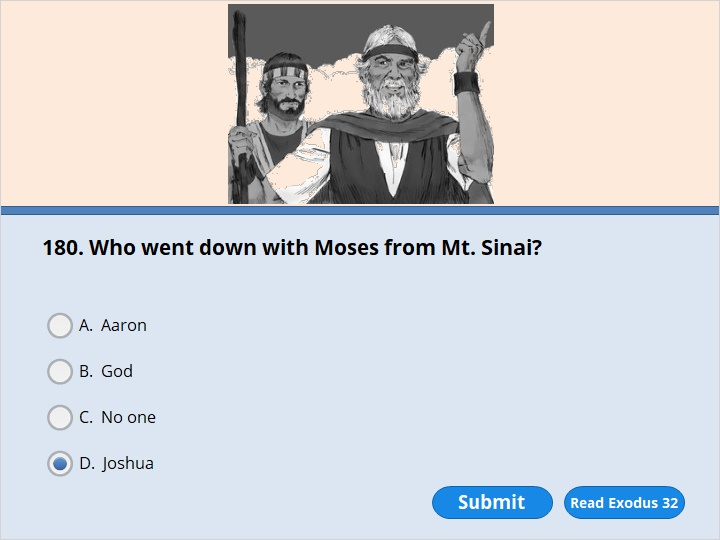 180. Who went down with Moses from Mt. Sinai?
A. Aaron
B. God
C. No one
D. Joshua
Submit
Read Exodus 32